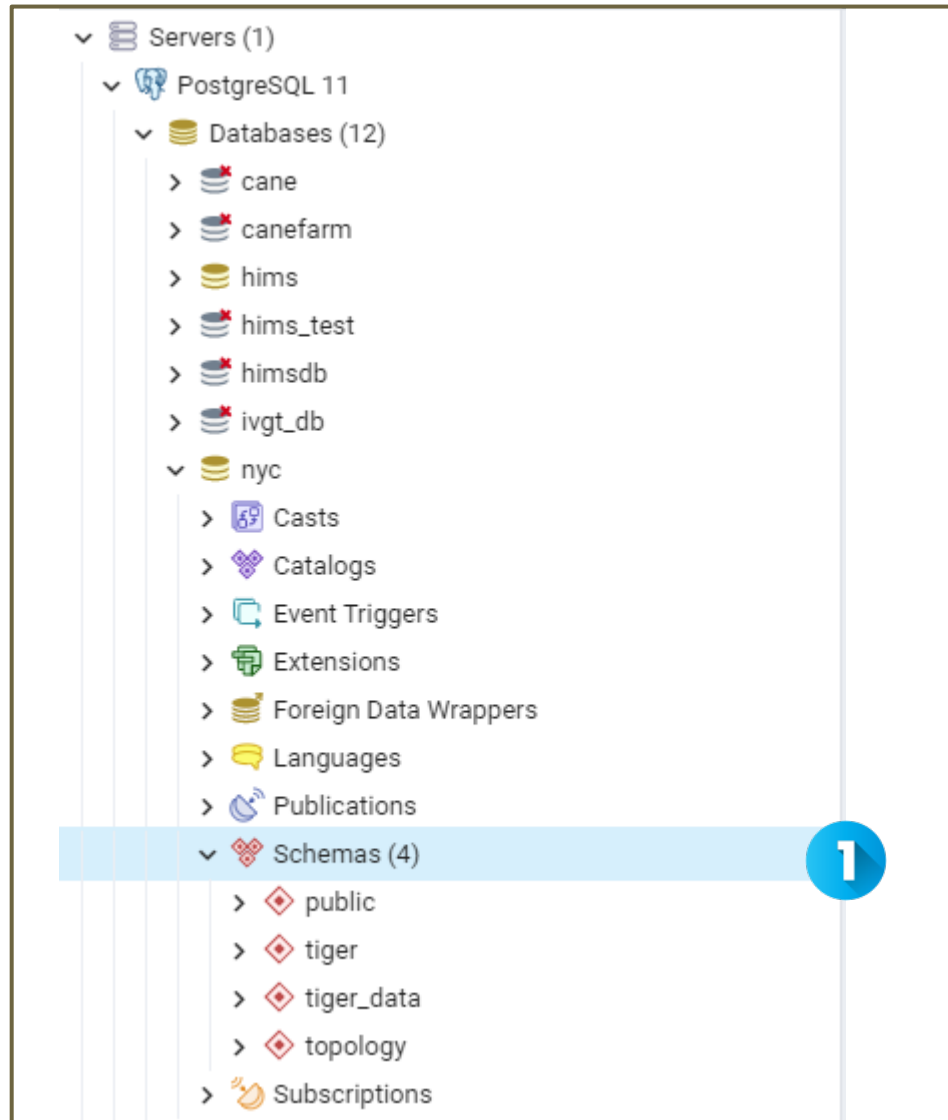 Servers (1)
PostgreSQL 11
Databases (12)
cane
canefarm
hims
hims_test
himsdb
ivgt_db
nyc
Casts
Catalogs
Event Triggers
Extensions
Foreign Data Wrappers
Languages
Publications
Schemas (4) 1
public
tiger
tiger_data
topology
Subscriptions